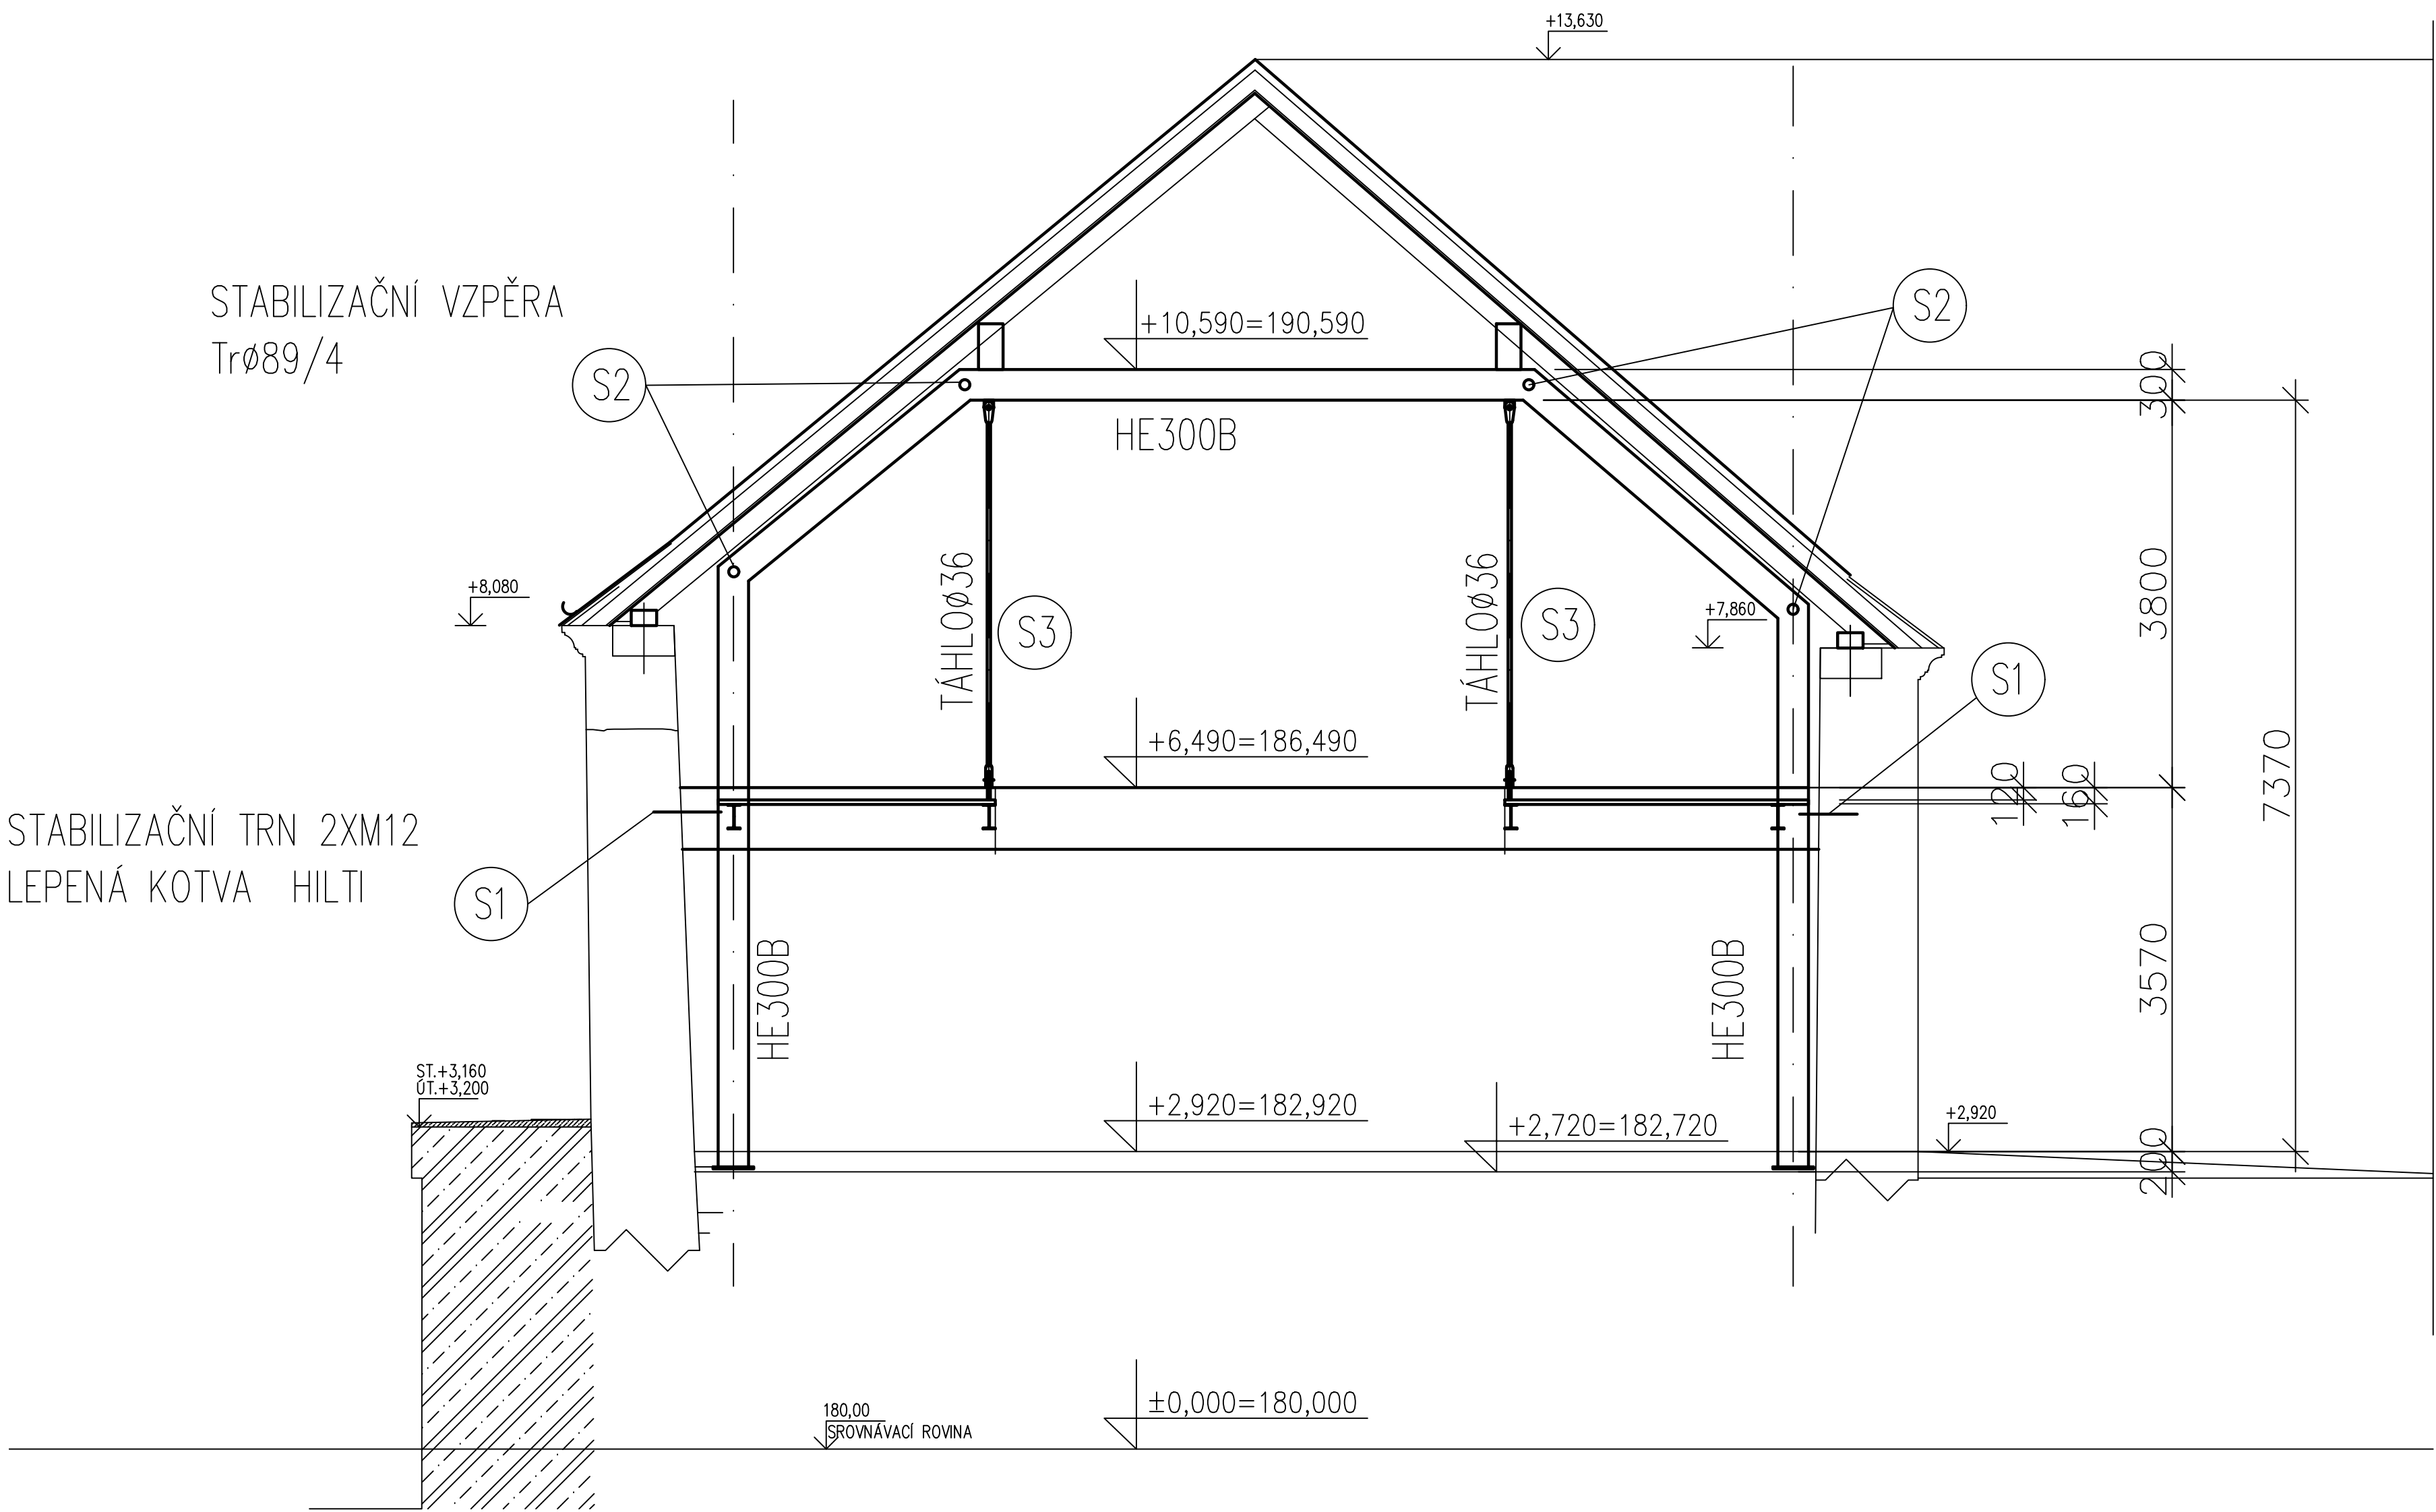 +13,630
STABILIZAČNÍ VZPĚRA
Trø89/4
S2
S2
+10,590=190,590
HE300B
300
+8,080
TÁHLOø36
S3
TÁHLOø36
S3
+7,860
S1
3800
+6,490=186,490
120
160
7370
STABILIZAČNÍ TRN 2XM12
LEPENÁ KOTVA HILTI
S1
HE300B
HE300B
3570
ST.+3,160
ÚT.+3,200
+2,920=182,920
+2,720=182,720
+2,920
200
180,00
SROVNÁVACÍ ROVINA
±0,000=180,000